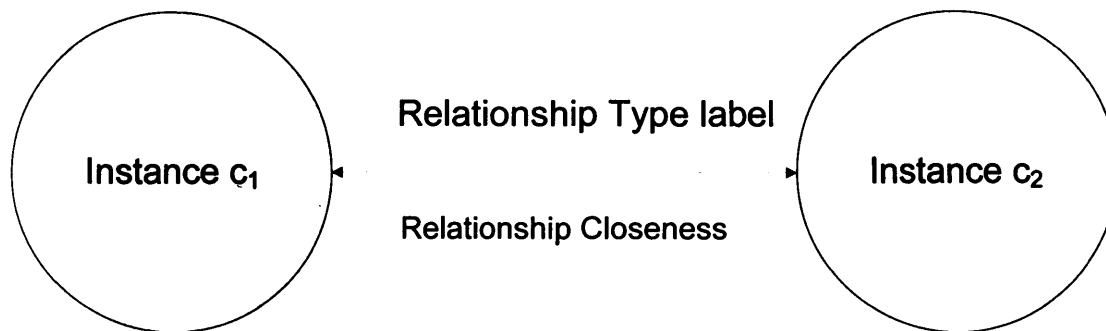 Relationship Type label
Instance c₁
Instance c₂
Relationship Closeness